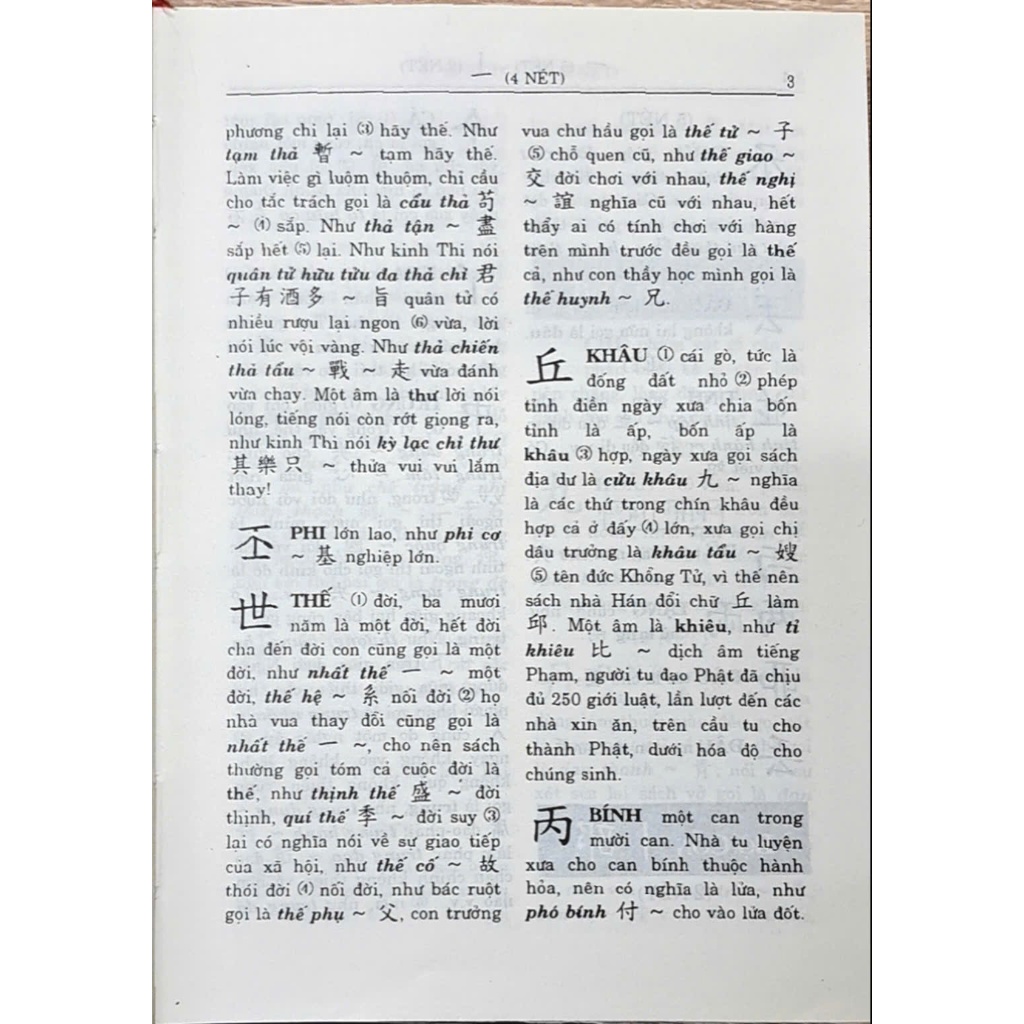 一 (4 NÉT)
3
phương chi lại ③ hãy thế. Như
tạm thả 暫 ~ tạm hãy thế.
Làm việc gì luộm thuộm, chỉ cầu
cho tắc trách gọi là cẩu thả 苟
~ ④ sắp. Như thả tận ~ 盡
sắp hết ⑤ lại. Như kinh Thi nói
quân tử hữu tửu đa thả chỉ 君
子有酒多 ~ 旨 quân tử có
nhiều rượu lại ngon ⑥ vừa, lời
nói lúc vội vàng. Như thả chiến
thả tẩu ~ 戰 ~ 走 vừa đánh
vừa chạy. Một âm là thư lời nói
lóng, tiếng nói còn rớt giọng ra,
như kinh Thi nói kỳ lạc chỉ thư
其樂只 ~ thửa vui vui lắm
thay!
丕 PHI lớn lao, như phi cơ
~ 基 nghiệp lớn.
世 THẾ ① đời, ba mươi
năm là một đời, hết đời
cha đến đời con cũng gọi là một
đời, như nhất thế 一 ~ một
đời, thế hệ ~ 系 nối đời ② họ
nhà vua thay đổi cũng gọi là
nhất thế 一 ~, cho nên sách
thường gọi tóm cả cuộc đời là
thế, như thịnh thế 盛 ~ đời
thịnh, quí thế 季 ~ đời suy ③
lại có nghĩa nói về sự giao tiếp
của xã hội, như thế cố ~ 故
thói đời ④ nối đời, như bác ruột
gọi là thế phụ ~ 父, con trưởng
vua chư hầu gọi là thế tử ~ 子
⑤ chỗ quen cũ, như thế giao ~
交 đời chơi với nhau, thế nghị
~ 誼 nghĩa cũ với nhau, hết
thẩy ai có tính chơi với hàng
trên mình trước đều gọi là thế
cả, như con thầy học mình gọi là
thế huynh ~ 兄.
丘 KHÂU ① cái gò, tức là
đống đất nhỏ ② phép
tỉnh điền ngày xưa chia bốn
tỉnh là ấp, bốn ấp là
khâu ③ hợp, ngày xưa gọi sách
địa dư là cửu khâu 九 ~ nghĩa
là các thứ trong chín khâu đều
hợp cả ở đấy ④ lớn, xưa gọi chị
dâu trưởng là khâu tẩu ~ 嫂
⑤ tên đức Khổng Tử, vì thế nên
sách nhà Hán đổi chữ 丘 làm
邱. Một âm là khiêu, như tỉ
khiêu 比 ~ dịch âm tiếng
Phạm, người tu đạo Phật đã chịu
đủ 250 giới luật, lần lượt đến các
nhà xin ăn, trên cầu tu cho
thành Phật, dưới hóa độ cho
chúng sinh.
丙 BÍNH một can trong
mười can. Nhà tu luyện
xưa cho can bính thuộc hành
hỏa, nên có nghĩa là lửa, như
phó bính 付 ~ cho vào lửa đốt.